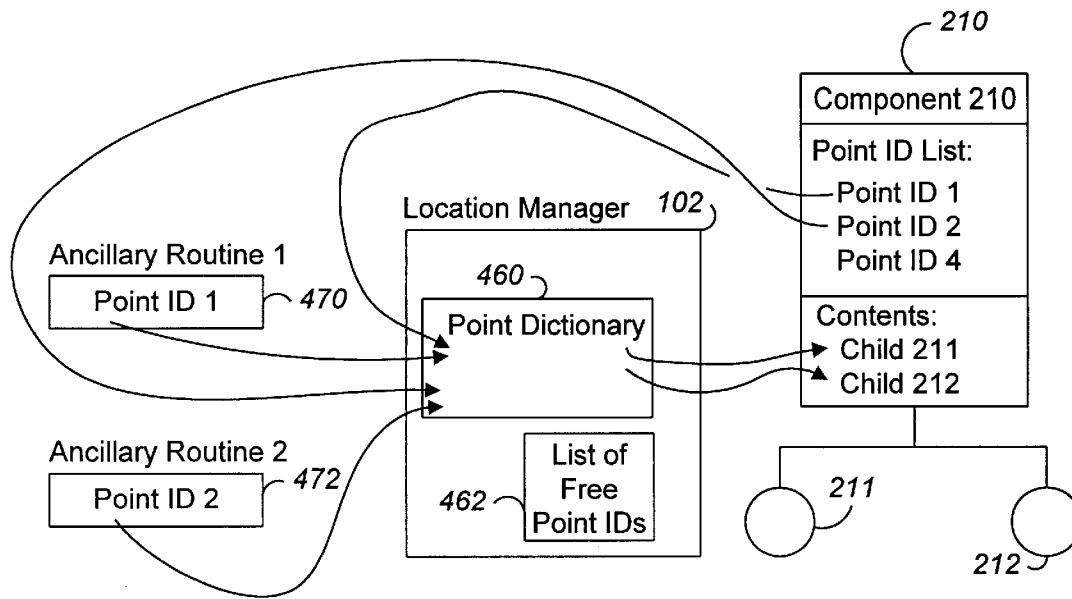 210
Component 210
Point ID List:
Point ID 1
Point ID 2
Point ID 4
Contents:
Child 211
Child 212
211
212
Location Manager
102
460
Point Dictionary
List of
Free
Point IDs
462
Ancillary Routine 1
Point ID 1
470
Ancillary Routine 2
Point ID 2
472